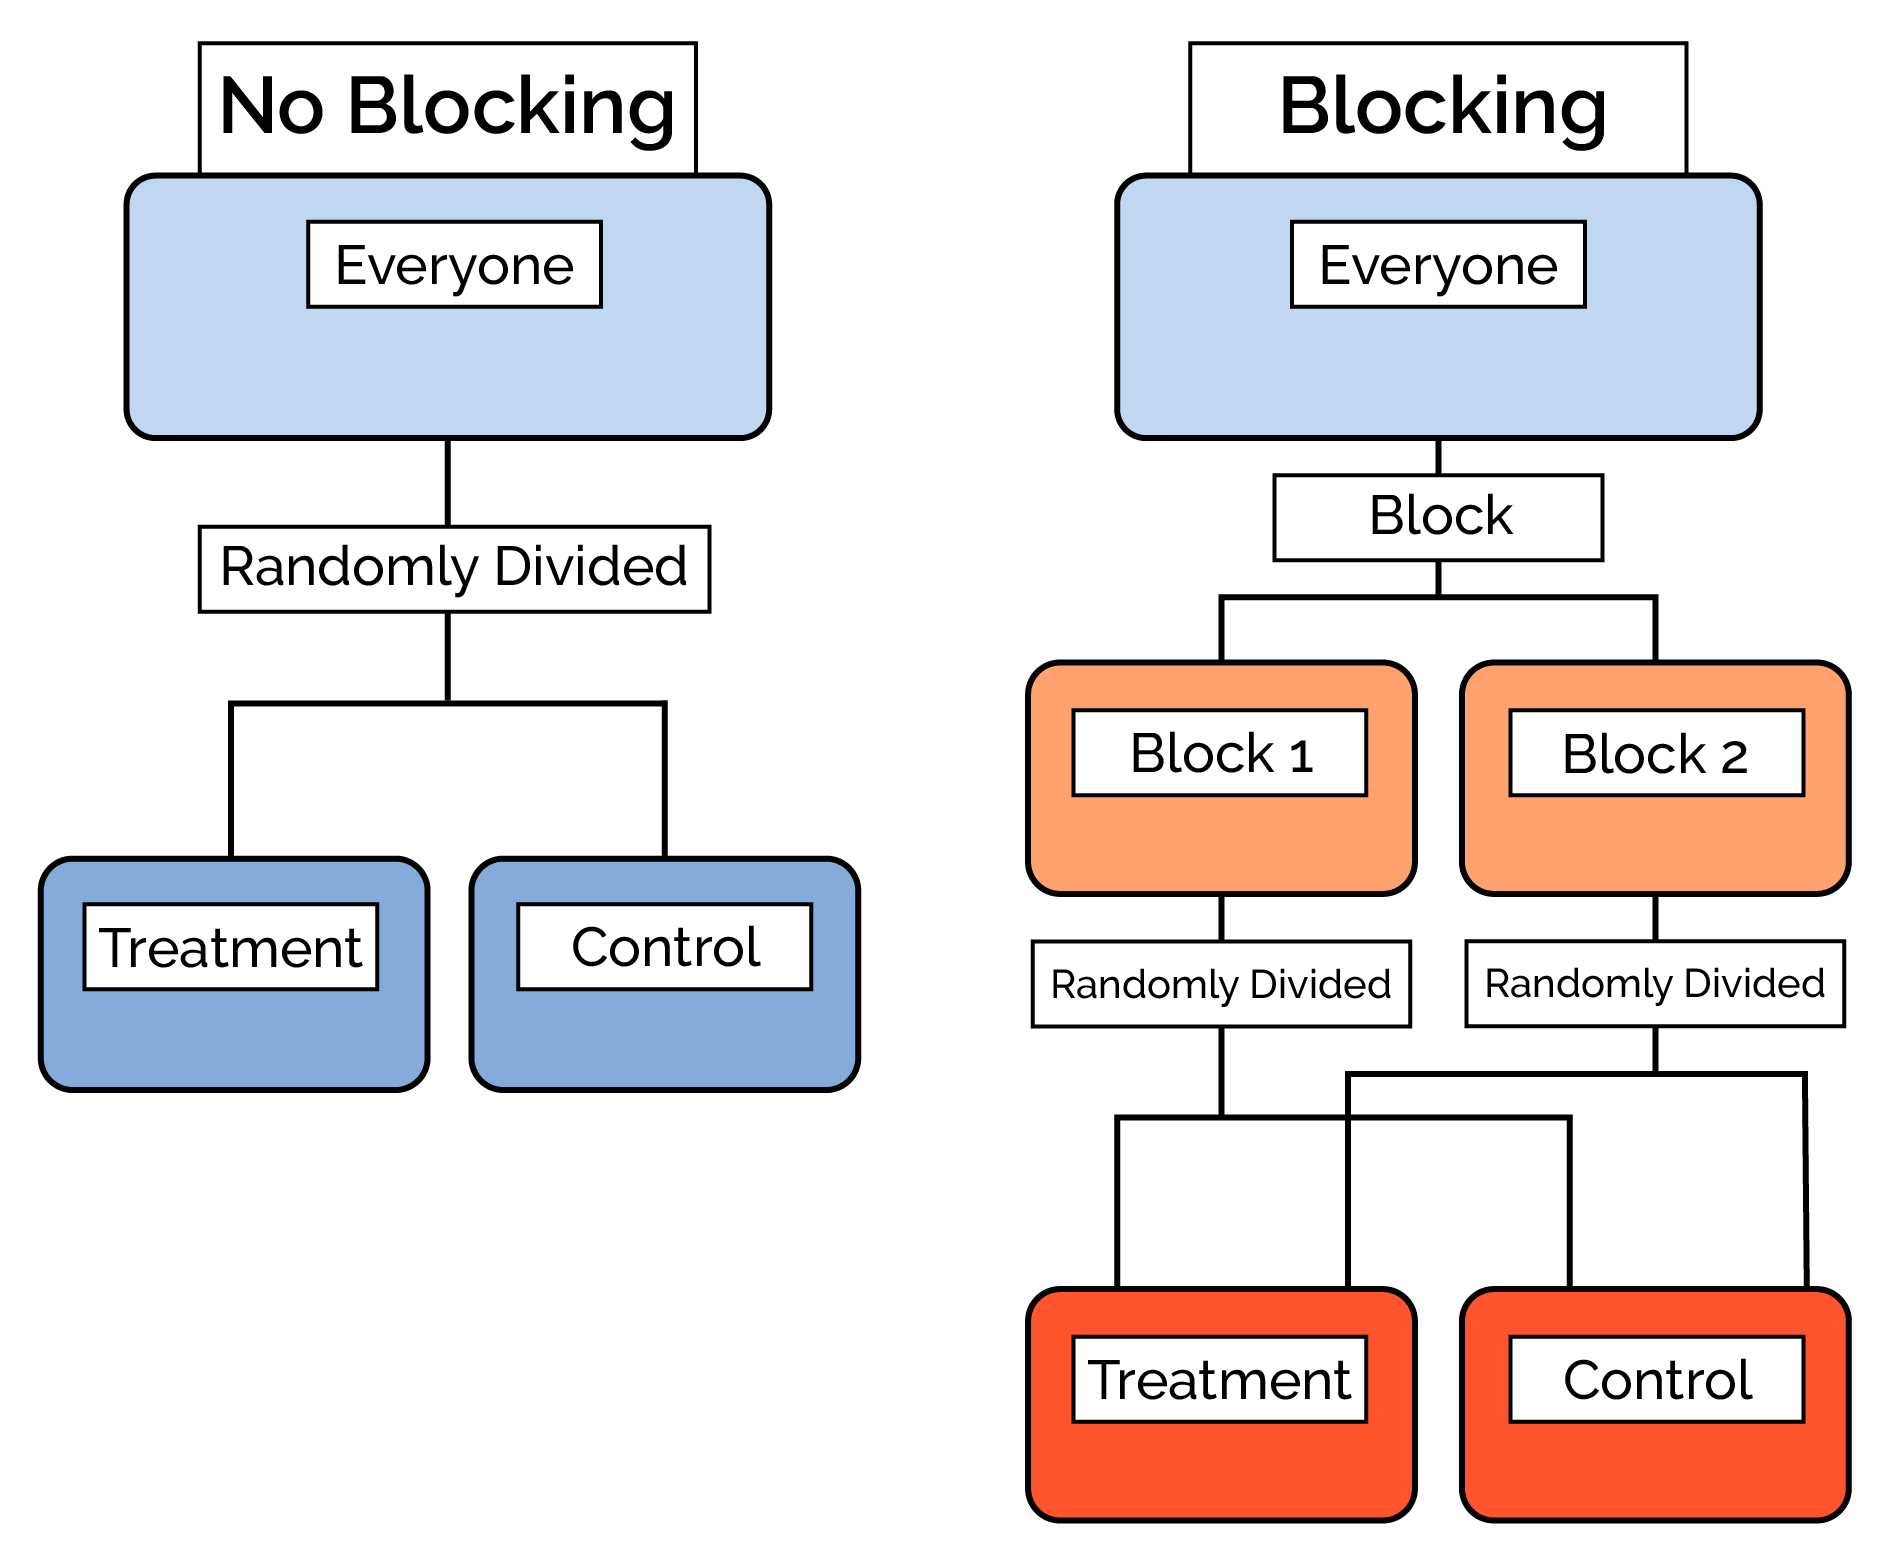 No Blocking
Everyone
Randomly Divided
Treatment
Control
Blocking
Everyone
Block
Block 1
Block 2
Randomly Divided
Randomly Divided
Treatment
Control